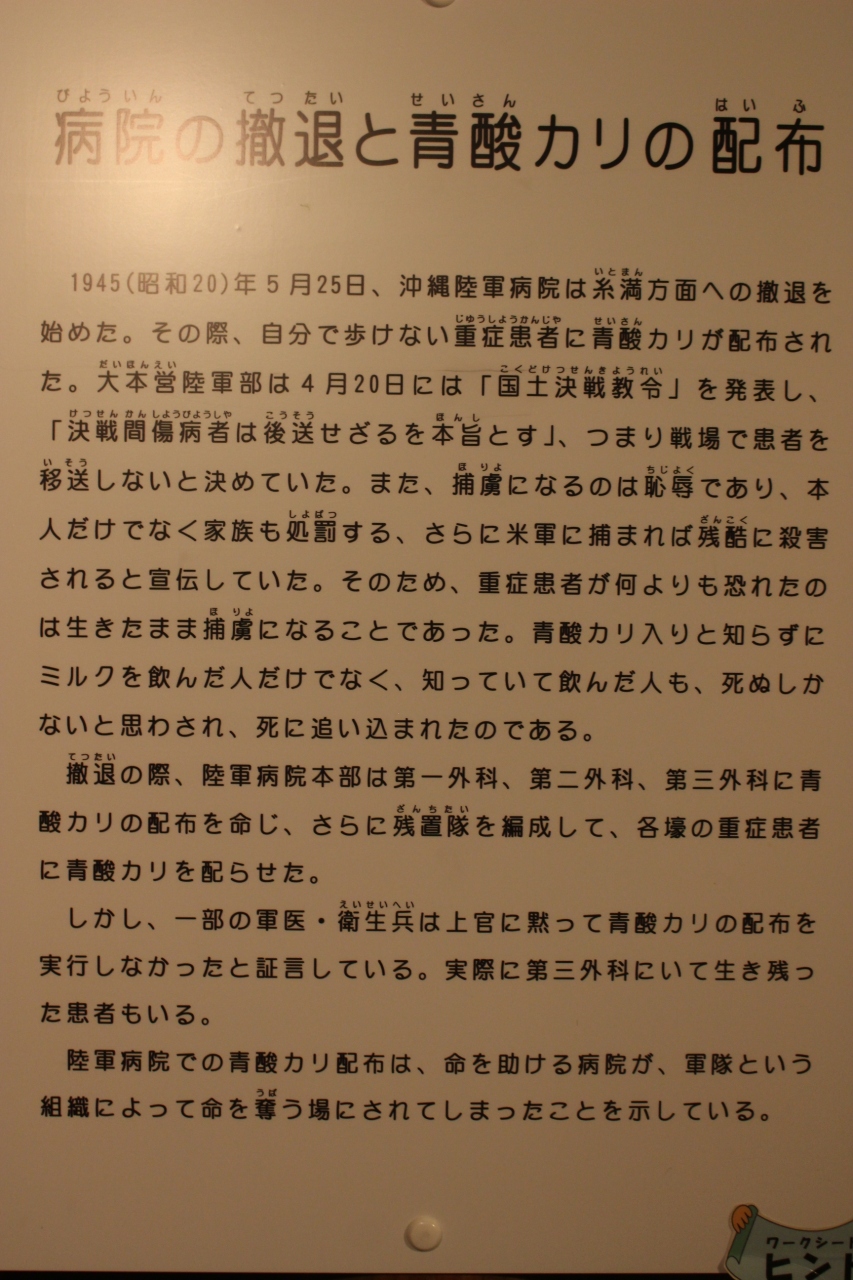 病院の撤退と青酸カリの配布
1945(昭和20)年5月25日、沖縄陸軍病院は糸満方面への撤退を
始めた。その際、自分で歩けない重症患者に青酸カリが配布され
た。大本営陸軍部は4月20日には「国土決戦教令」を発表し、
「決戦間傷病者は後送せざるを本旨とす」、つまり戦場で患者を
移送しないと決めていた。また、捕虜になるのは恥辱であり、本
人だけでなく家族も処罰する、さらに米軍に捕まれば残酷に殺害
されると宣伝していた。そのため、重症患者が何よりも恐れたの
は生きたまま捕虜になることであった。青酸カリ入りと知らずに
ミルクを飲んだ人だけでなく、知っていて飲んだ人も、死ぬしか
ないと思わされ、死に追い込まれたのである。
撤退の際、陸軍病院本部は第一外科、第二外科、第三外科に青
酸カリの配布を命じ、さらに残置隊を編成して、各壕の重症患者
に青酸カリを配らせた。
しかし、一部の軍医・衛生兵は上官に黙って青酸カリの配布を
実行しなかったと証言している。実際に第三外科にいて生き残っ
た患者もいる。
陸軍病院での青酸カリ配布は、命を助ける病院が、軍隊という
組織によって命を奪う場にされてしまったことを示している。
ワークシート
ヒント